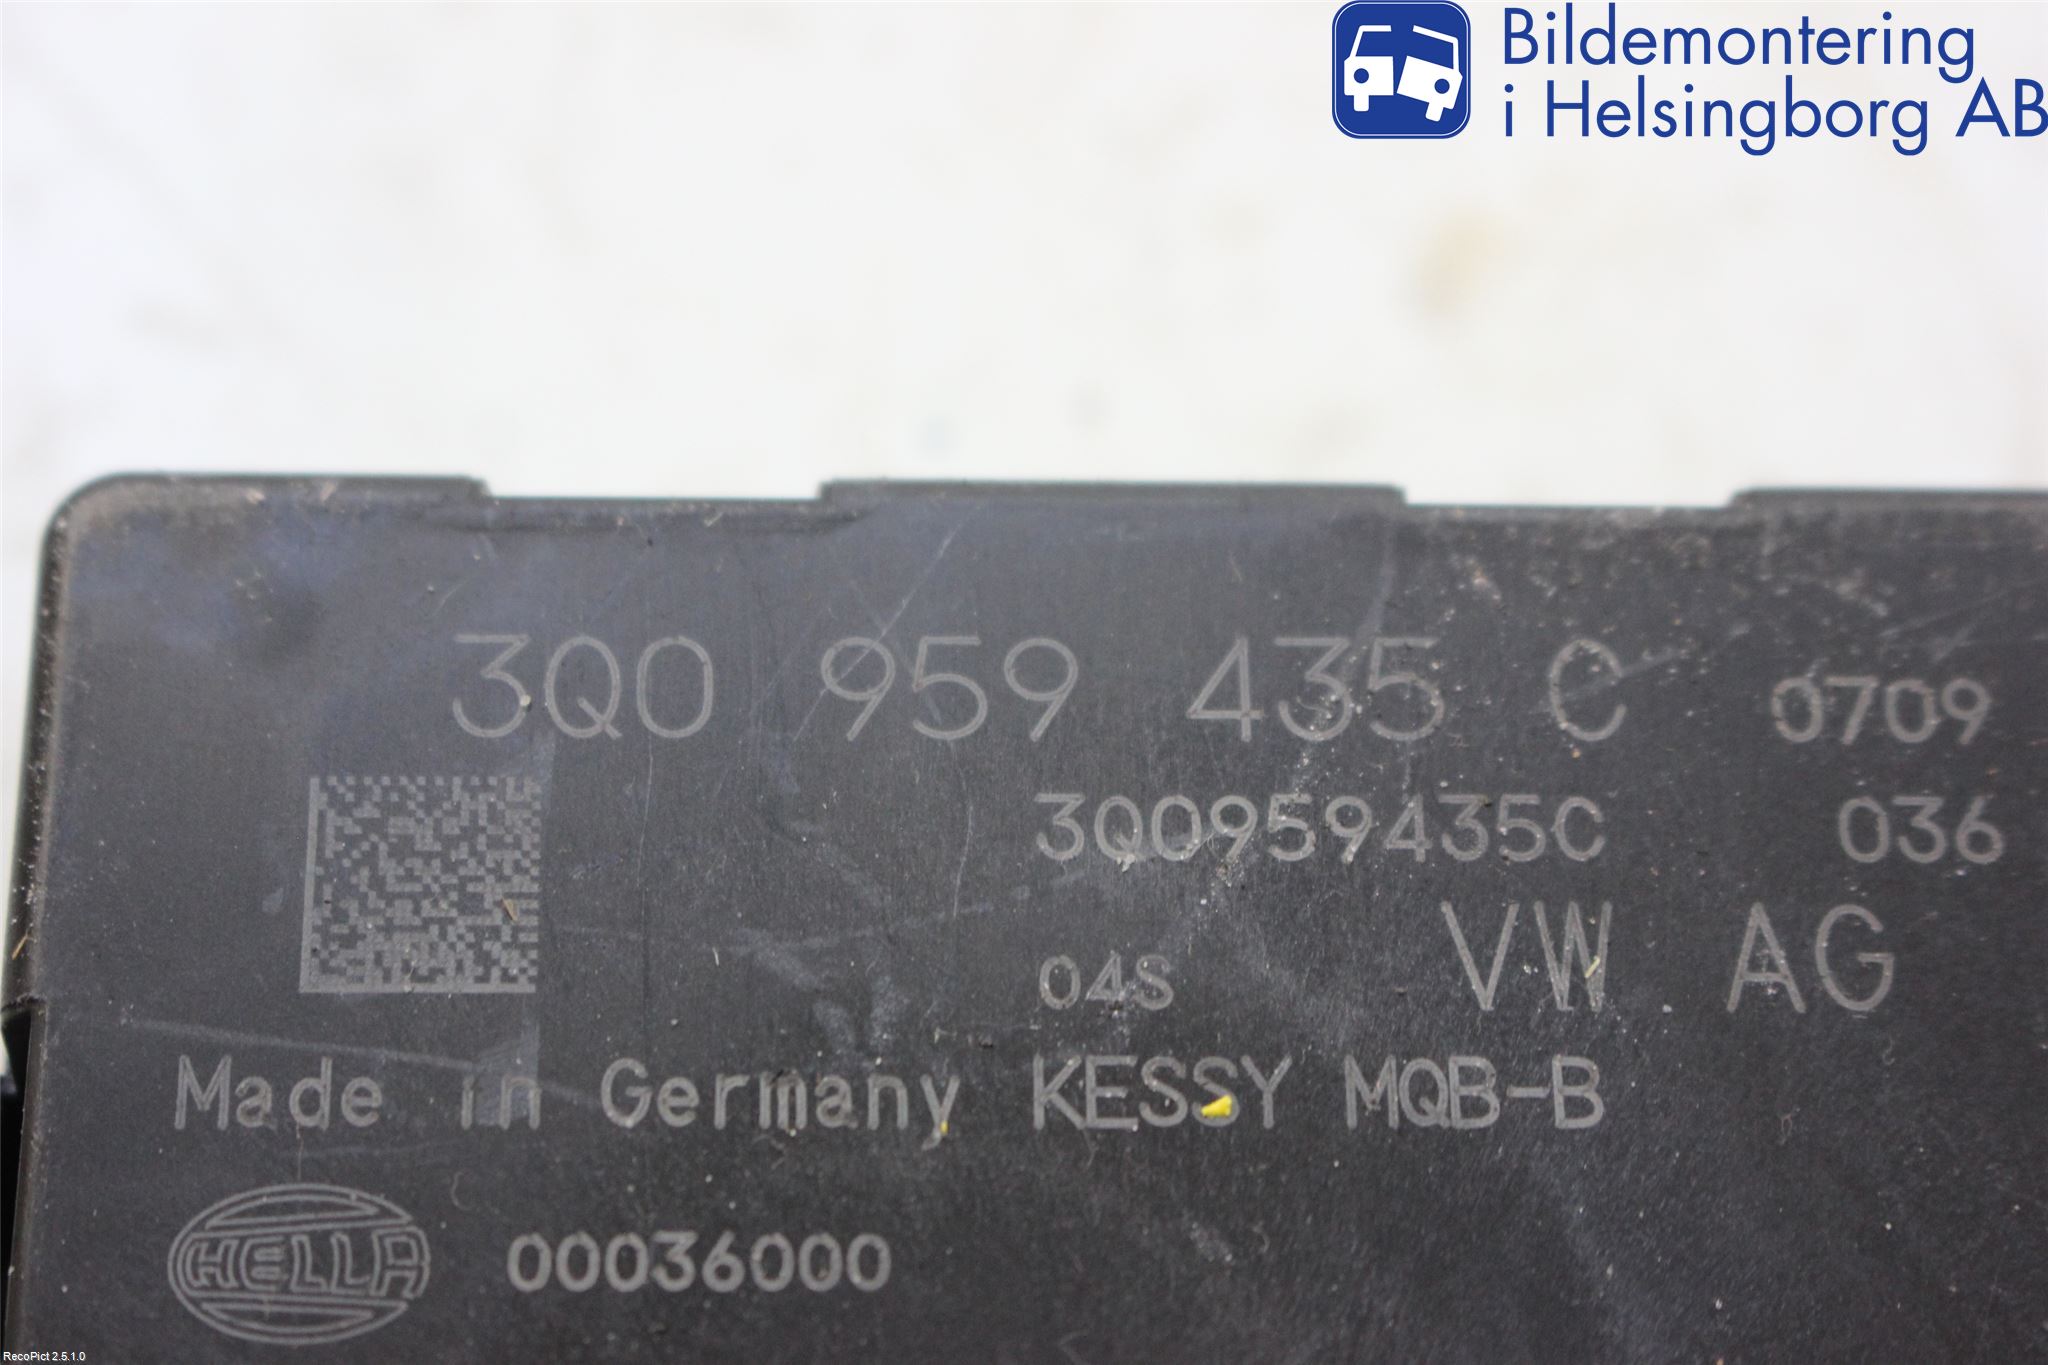 Bildemontering
i Helsingborg AB
3Q0 959 435 C 0709
3Q0959435C 036
04S VW AG
Made in Germany KESSY MQB-B
HELLA 00036000
RecoPict 2.5.1.0